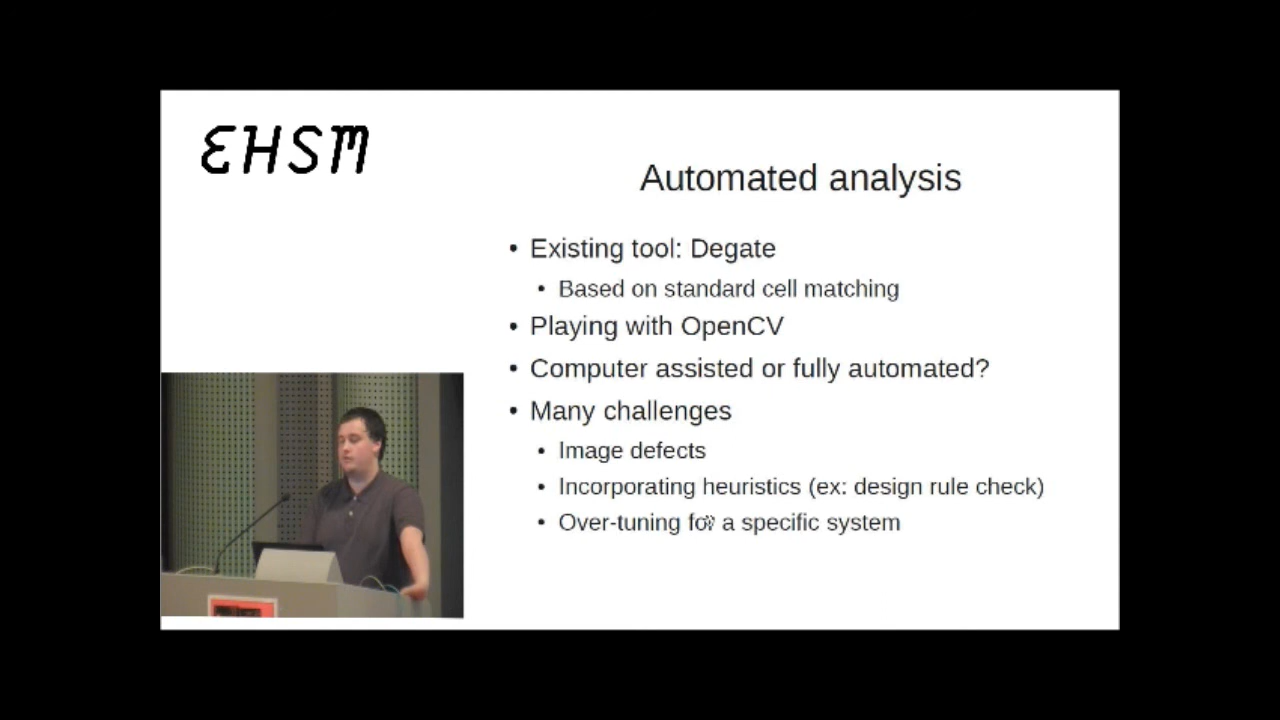 EHSM
Automated analysis
• Existing tool: Degate
• Based on standard cell matching
• Playing with OpenCV
• Computer assisted or fully automated?
• Many challenges
• Image defects
• Incorporating heuristics (ex: design rule check)
• Over-tuning for a specific system